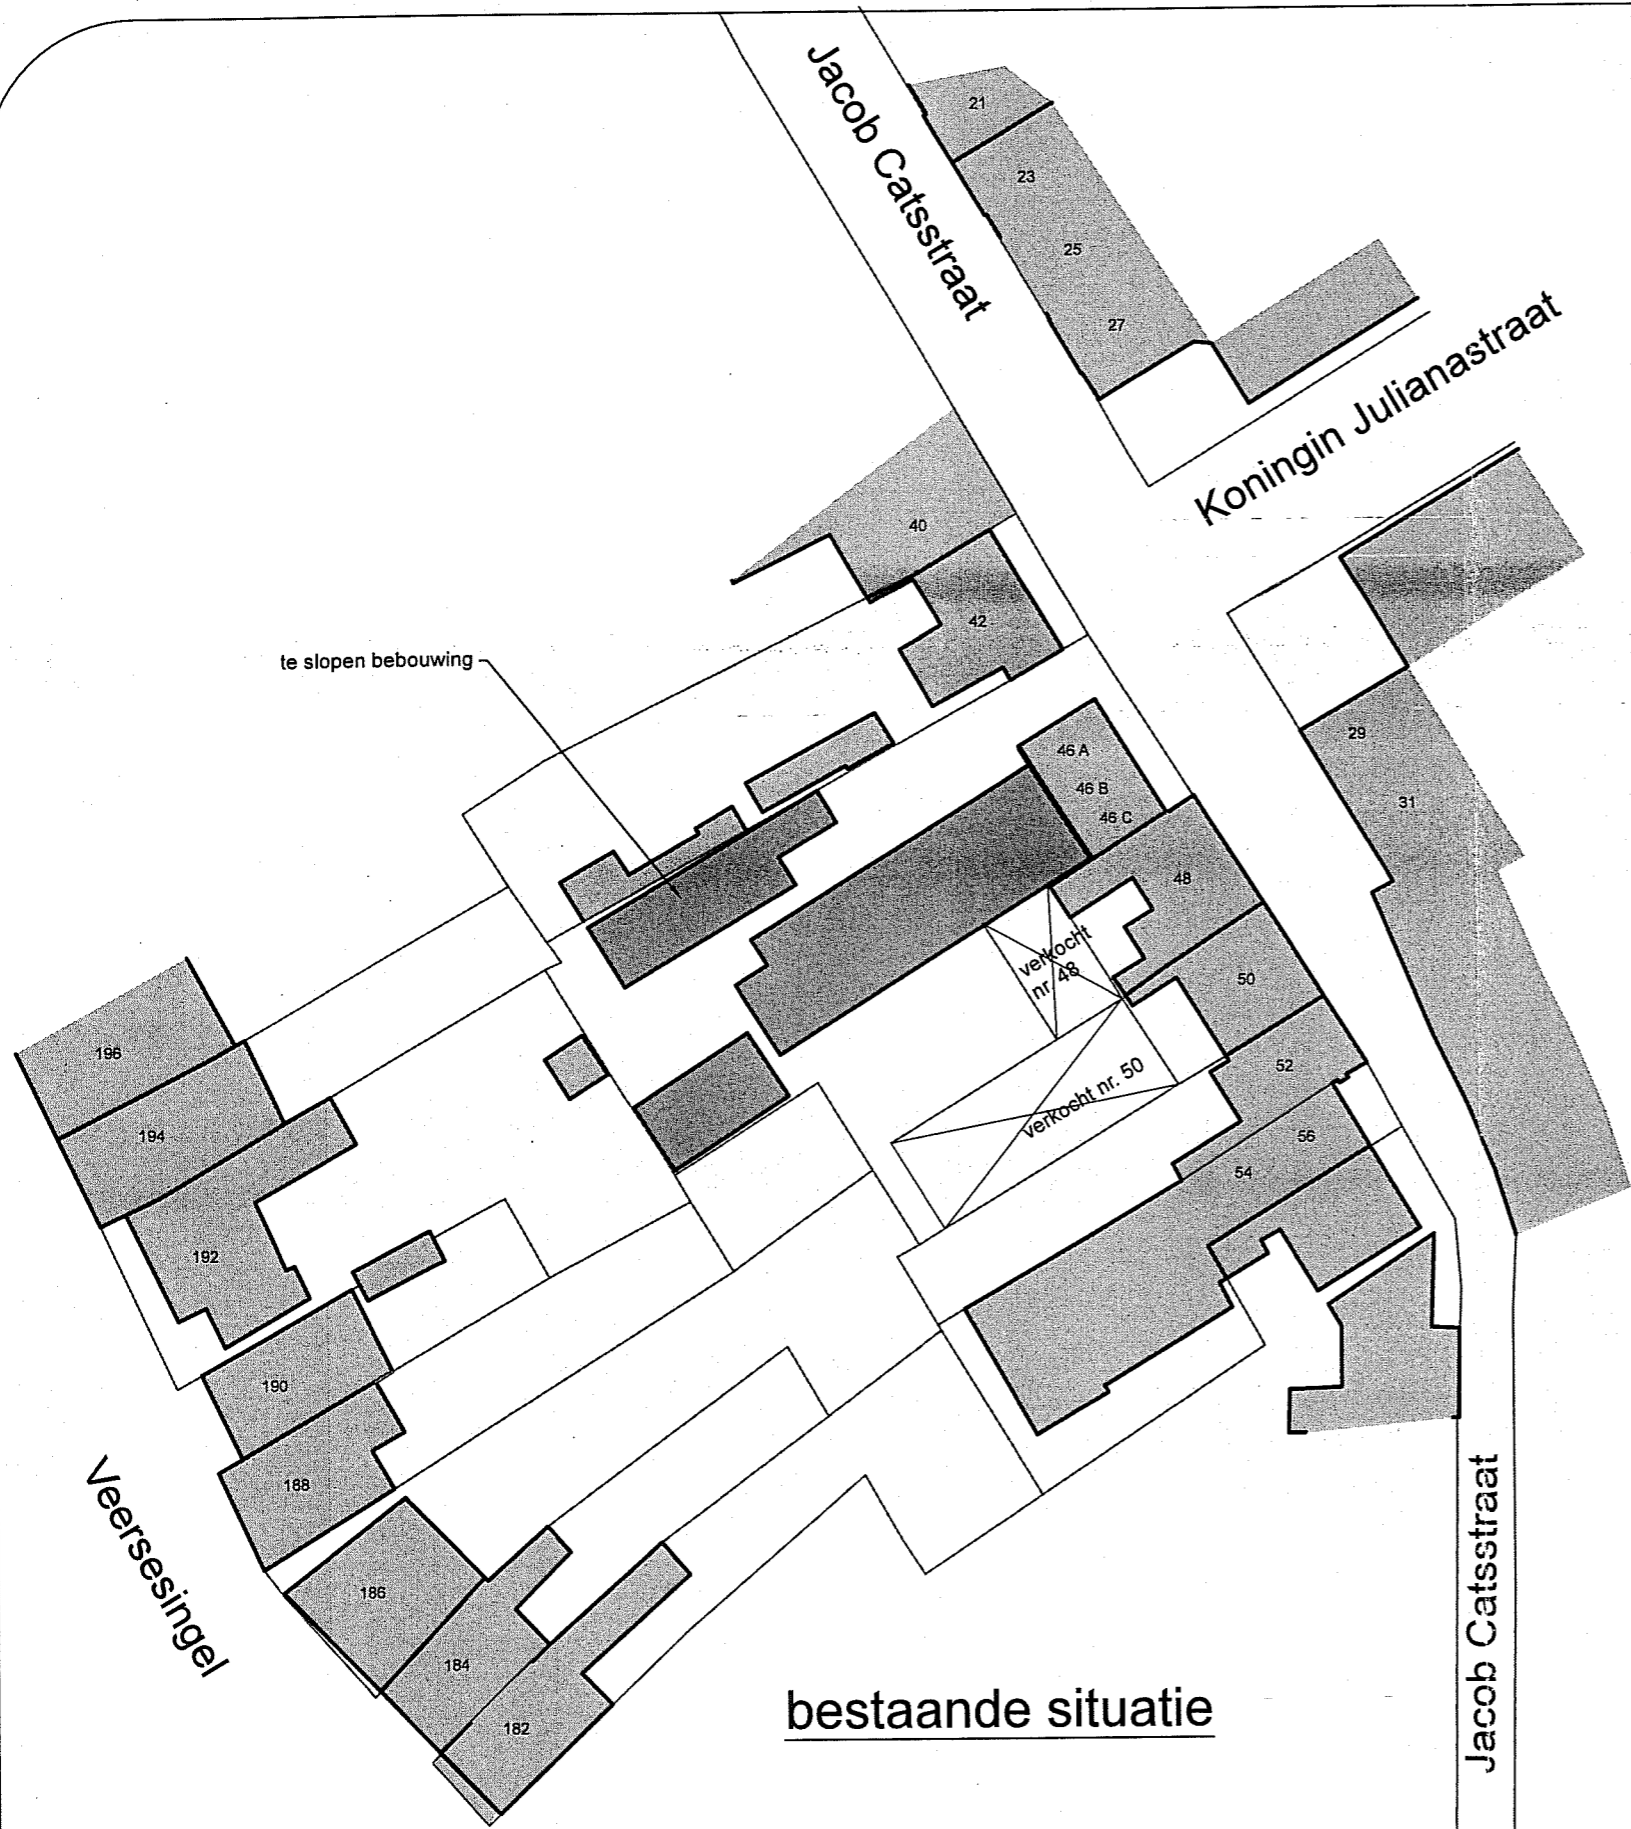 Jacob Catsstraat
21
23
25
27
Koningin Julianastraat
40
42
te slopen bebouwing
29
46 A
46 B
31
46 C
48
verkocht
nr. 48
50
196
52
verkocht nr. 50
194
56
54
192
190
188
Veersesingel
186
184
182
bestaande situatie
Jacob Catsstraat